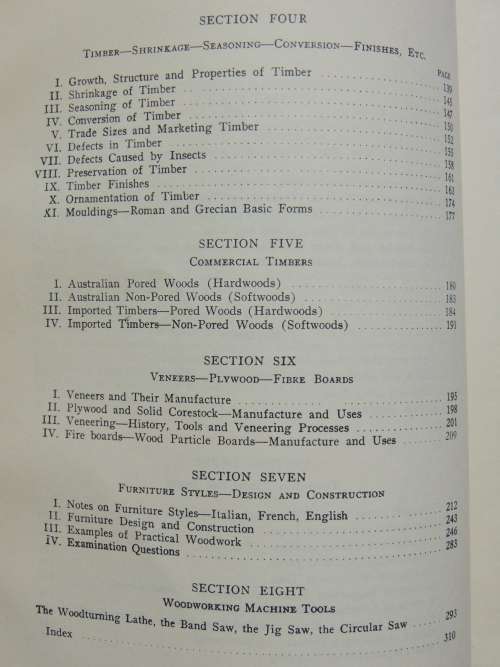 SECTION FOUR
TIMBER—SHRINKAGE—SEASONING—CONVERSION—FINISHES, ETC.
PAGE
I. Growth, Structure and Properties of Timber 139
II. Shrinkage of Timber 145
III. Seasoning of Timber 147
IV. Conversion of Timber 150
V. Trade Sizes and Marketing Timber 152
VI. Defects in Timber 155
VII. Defects Caused by Insects 158
VIII. Preservation of Timber 161
IX. Timber Finishes 163
X. Ornamentation of Timber 174
XI. Mouldings—Roman and Grecian Basic Forms 177
SECTION FIVE
COMMERCIAL TIMBERS
I. Australian Pored Woods (Hardwoods) 180
II. Australian Non-Pored Woods (Softwoods) 183
III. Imported Timbers—Pored Woods (Hardwoods) 184
IV. Imported Timbers—Non-Pored Woods (Softwoods) 191
SECTION SIX
VENEERS—PLYWOOD—FIBRE BOARDS
I. Veneers and Their Manufacture 195
II. Plywood and Solid Corestock—Manufacture and Uses 198
III. Veneering—History, Tools and Veneering Processes 201
IV. Fire boards—Wood Particle Boards—Manufacture and Uses 209
SECTION SEVEN
FURNITURE STYLES—DESIGN AND CONSTRUCTION
I. Notes on Furniture Styles—Italian, French, English 212
II. Furniture Design and Construction 243
III. Examples of Practical Woodwork 246
IV. Examination Questions 283
SECTION EIGHT
WOODWORKING MACHINE TOOLS
The Woodturning Lathe, the Band Saw, the Jig Saw, the Circular Saw 293
Index 310